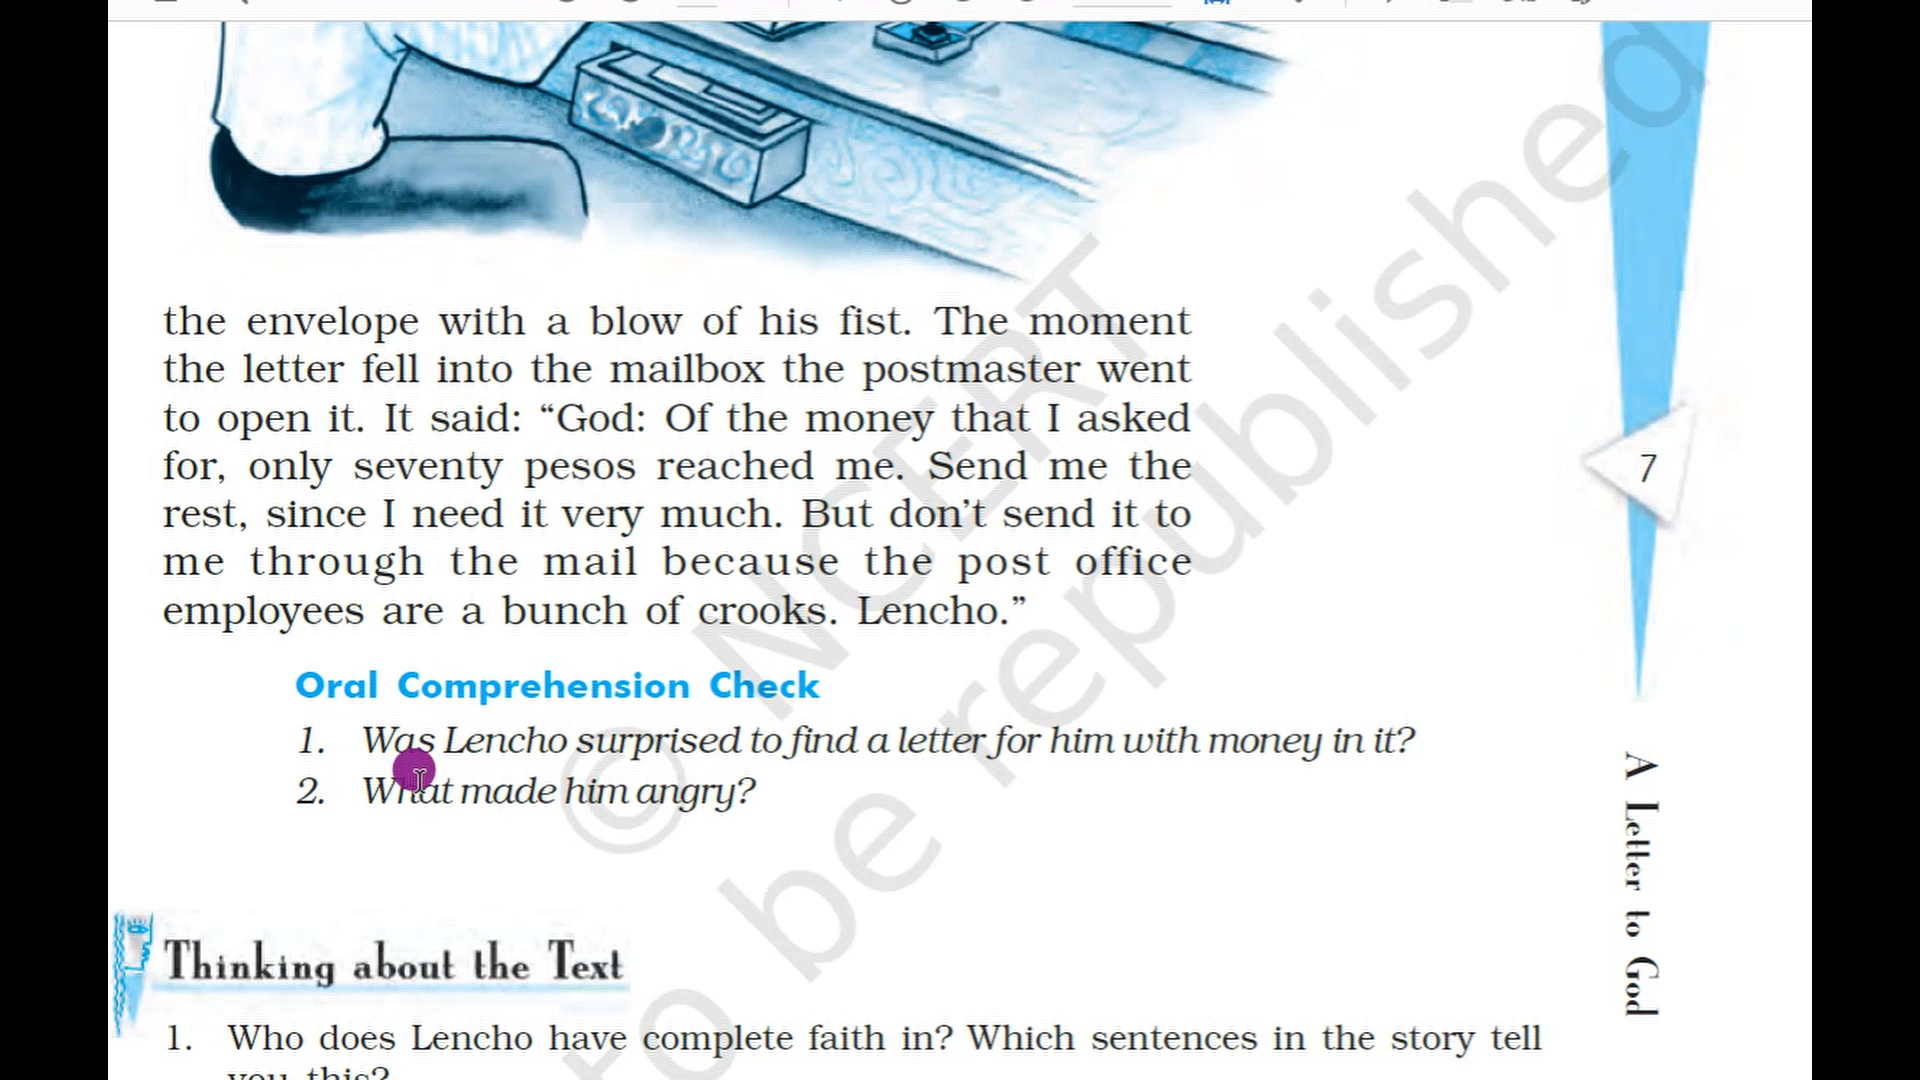 the envelope with a blow of his fist. The moment
the letter fell into the mailbox the postmaster went
to open it. It said: “God: Of the money that I asked
for, only seventy pesos reached me. Send me the
rest, since I need it very much. But don’t send it to
me through the mail because the post office
employees are a bunch of crooks. Lencho.”
Oral Comprehension Check
1. Was Lencho surprised to find a letter for him with money in it?
2. What made him angry?
Thinking about the Text
1. Who does Lencho have complete faith in? Which sentences in the story tell
you this?
7
A Letter to God
© NCERT
to be republished